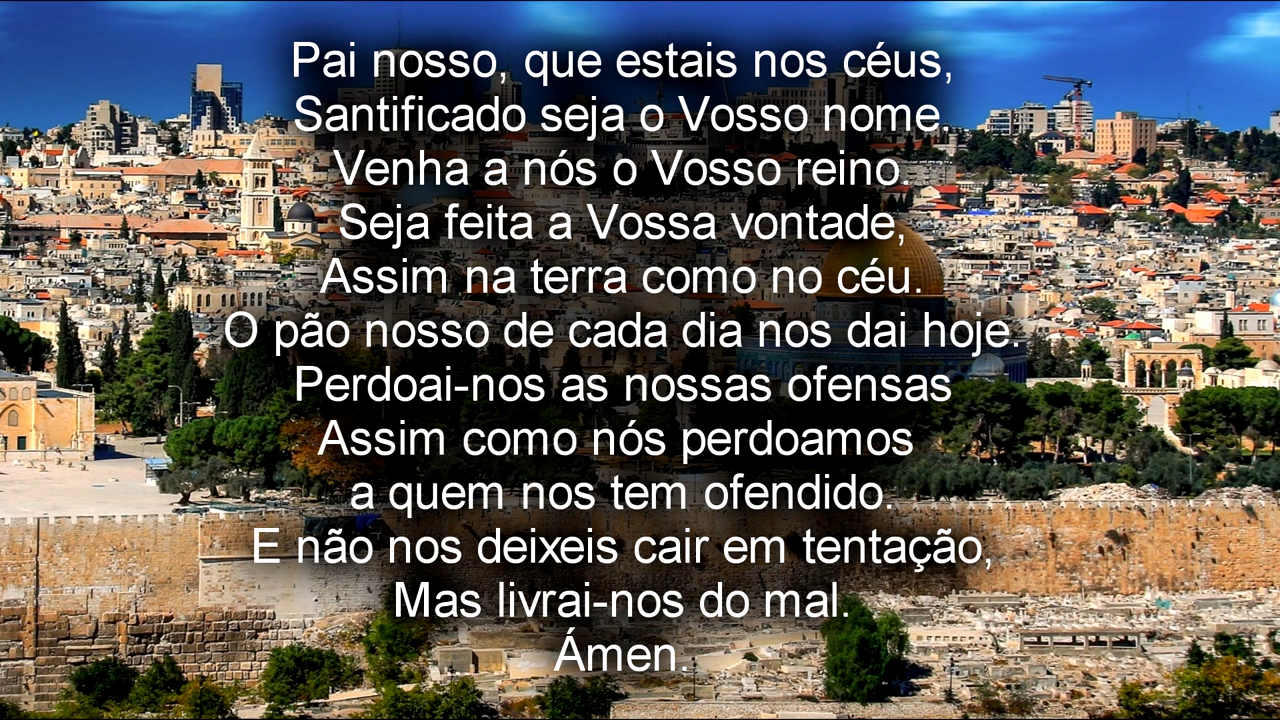 Pai nosso, que estais nos céus,
Santificado seja o Vosso nome.
Venha a nós o Vosso reino
Seja feita a Vossa vontade,
Assim na terra como no céu.
O pão nosso de cada dia nos dai hoje.
Perdoai-nos as nossas ofensas
Assim como nós perdoamos
a quem nos tem ofendido.
E não nos deixeis cair em tentação,
Mas livrai-nos do mal.
Ámen.